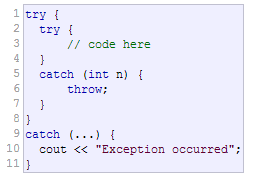 1 try {
2   try {
3       // code here
4   }
5   catch (int n) {
6       throw;
7   }
8 }
9 catch (...) {
10   cout << "Exception occurred";
11 }